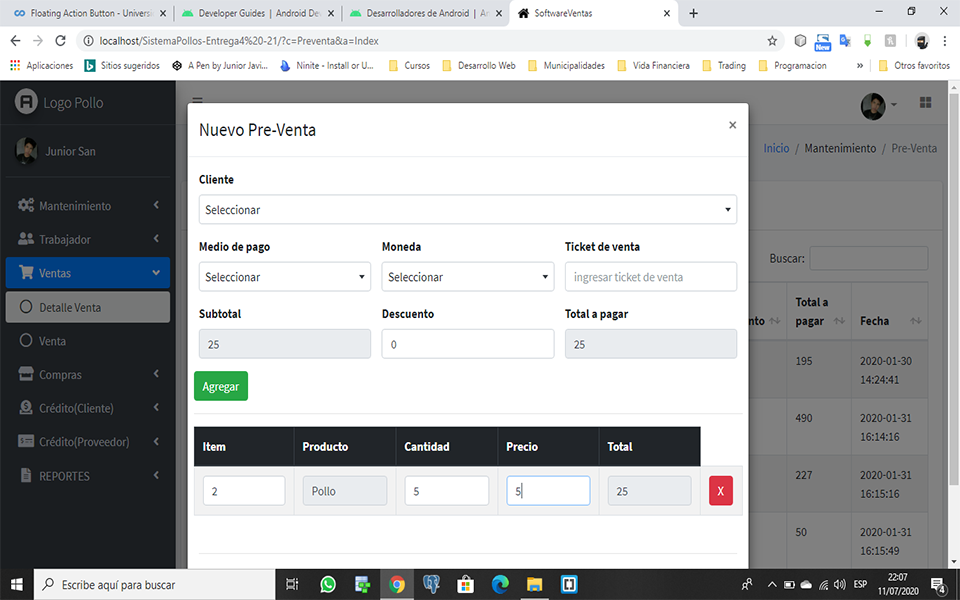 Floating Action Button - Universi
Developer Guides | Android De
Desarrolladores de Android | An
SoftwareVentas
localhost/SistemaPollos-Entrega4%20-21/?c=Preventa&a=Index
Aplicaciones
Sitios sugeridos
A Pen by Junior Javi...
Ninite - Install or U...
Cursos
Desarrollo Web
Municipalidades
Vida Financiera
Trading
Programacion
»
Otros favoritos
New
Logo Pollo
Junior San
Mantenimiento
Trabajador
Ventas
Detalle Venta
Venta
Compras
Crédito(Cliente)
Crédito(Proveedor)
REPORTES
Inicio / Mantenimiento / Pre-Venta
Buscar:
nto
Total a
pagar
Fecha
195
2020-01-30
14:24:41
490
2020-01-31
16:14:16
227
2020-01-31
16:15:16
50
2020-01-31
16:15:49
Nuevo Pre-Venta
×
Cliente
Seleccionar
Medio de pago
Moneda
Ticket de venta
Seleccionar
Seleccionar
ingresar ticket de venta
Subtotal
Descuento
Total a pagar
25
0
25
Agregar
Item
Producto
Cantidad
Precio
Total
2
Pollo
5
5
25
X
Escribe aquí para buscar
ESP
22:07
11/07/2020
4